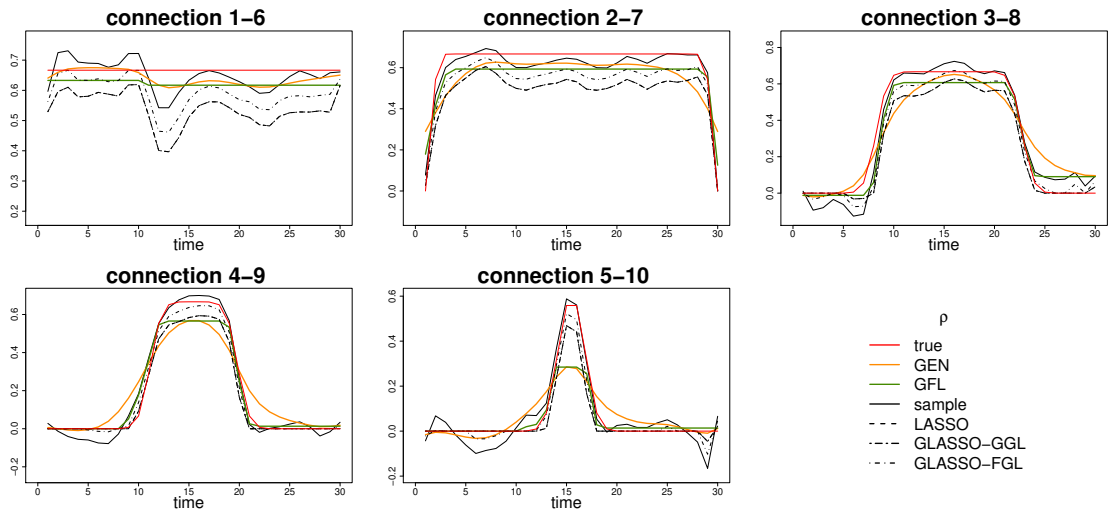 connection 1−6
connection 2−7
connection 3−8
0.2 0.3 0.4 0.5 0.6 0.7
0 5 10 15 20 25 30
time
0.0 0.2 0.4 0.6
0 5 10 15 20 25 30
time
0.0 0.2 0.4 0.6 0.8
0 5 10 15 20 25 30
time
connection 4−9
connection 5−10
−0.2 0.0 0.2 0.4 0.6
0 5 10 15 20 25 30
time
−0.2 0.0 0.2 0.4 0.6
0 5 10 15 20 25 30
time
ρ
true
GEN
GFL
sample
LASSO
GLASSO−GGL
GLASSO−FGL